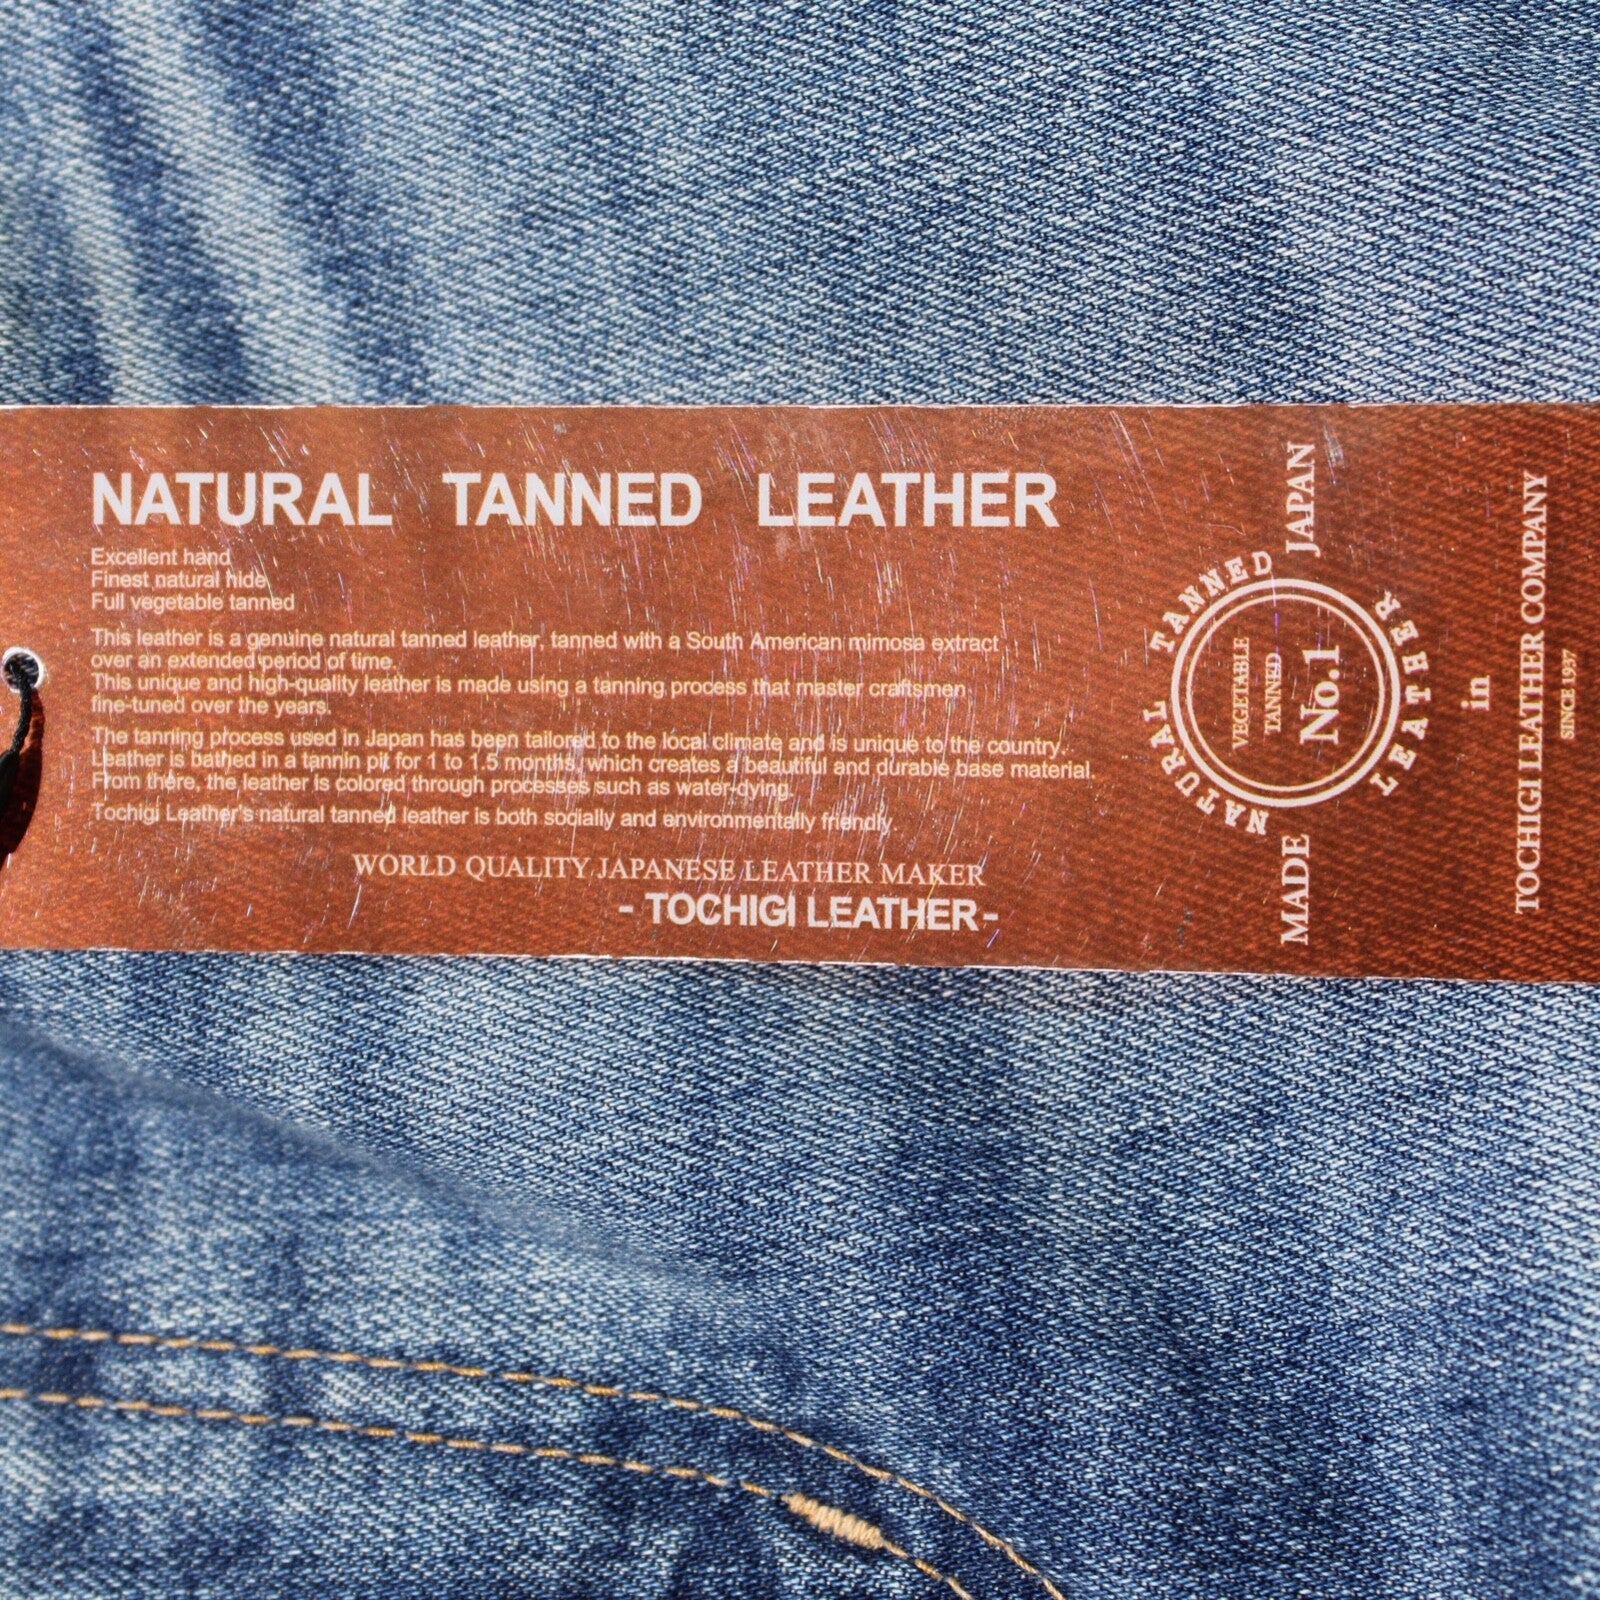 NATURAL TANNED LEATHER
Excellent hand
Finest natural hide
Full vegetable tanned
This leather is a genuine natural tanned leather, tanned with a South American mimosa extract
over an extended period of time.
This unique and high-quality leather is made using a tanning process that master craftsmen
fine-tuned over the years.
The tanning process used in Japan has been tailored to the local climate and is unique to the country.
Leather is bathed in a tannin pit for 1 to 1.5 months, which creates a beautiful and durable base material.
From there, the leather is colored through processes such as water-dying.
Tochigi Leather's natural tanned leather is both socially and environmentally friendly.
WORLD QUALITY JAPANESE LEATHER MAKER
- TOCHIGI LEATHER -
NATURAL TANNED LEATHER
VEGETABLE
TANNED
No.1
MADE in JAPAN
TOCHIGI LEATHER COMPANY
SINCE 1937